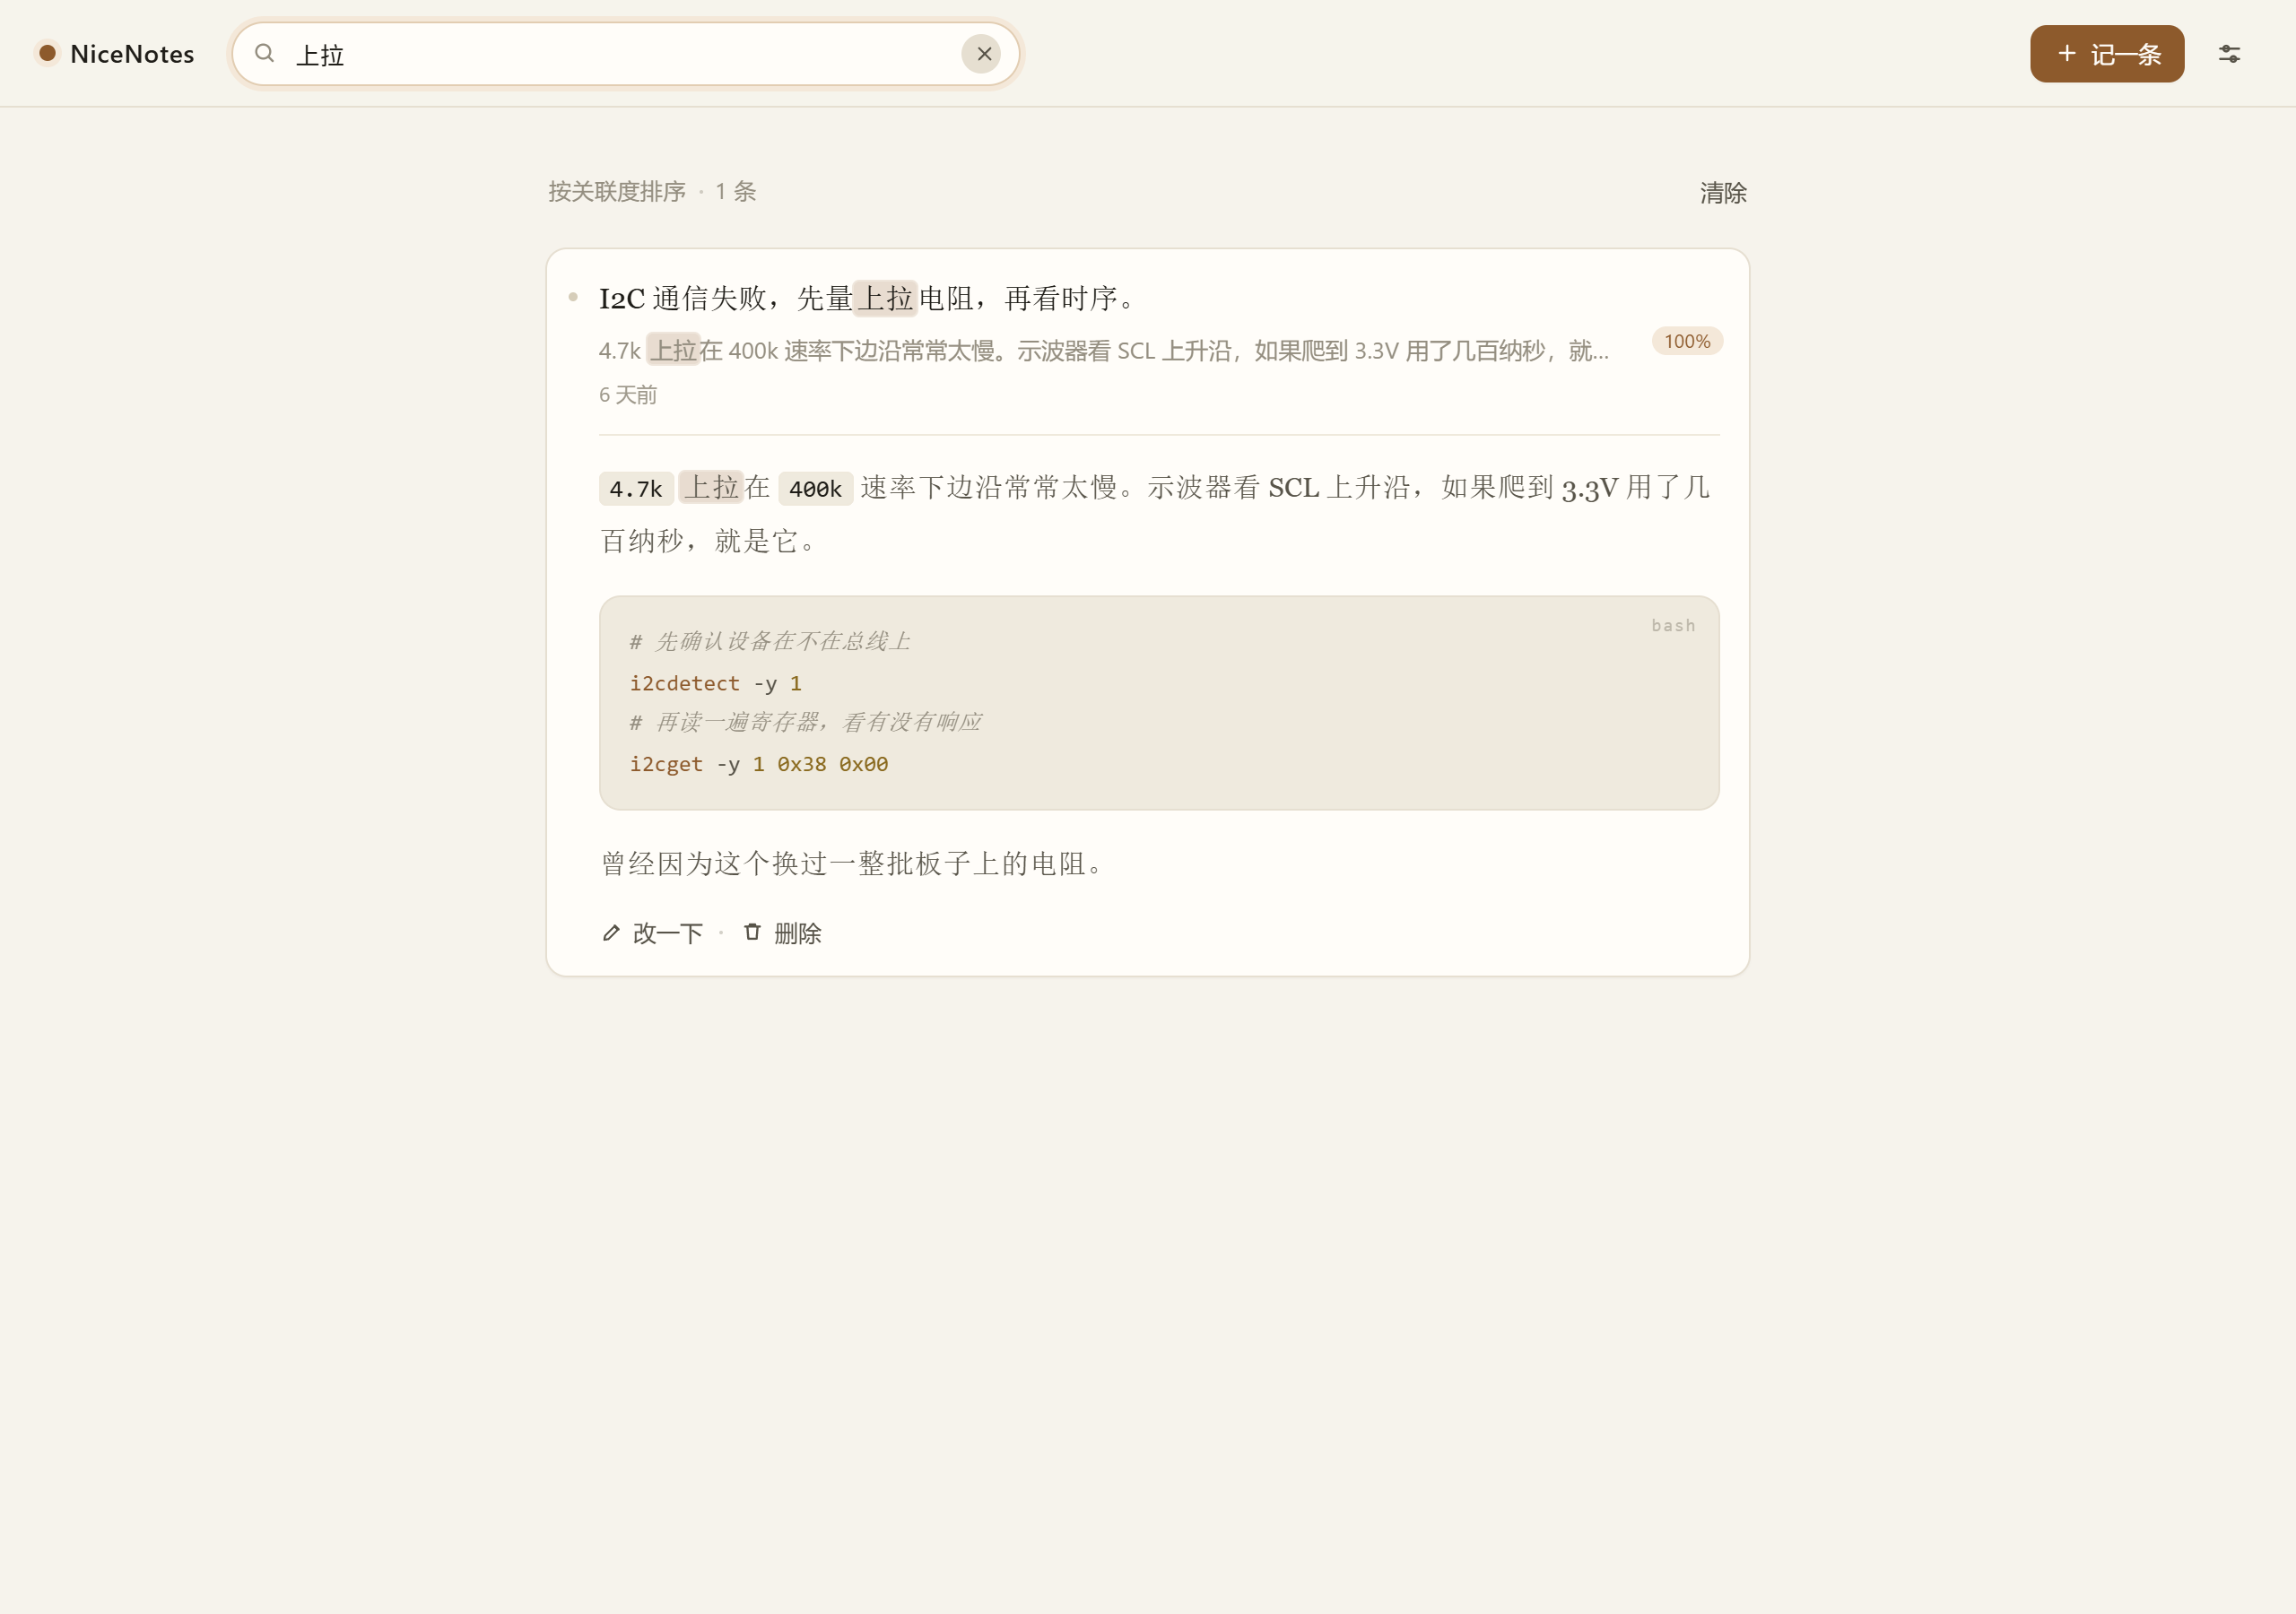 NiceNotes
上拉
记一条
按关联度排序 · 1 条
清除
I2C 通信失败，先量上拉电阻，再看时序。
4.7k 上拉在 400k 速率下边沿常常太慢。示波器看 SCL 上升沿，如果爬到 3.3V 用了几百纳秒，就...
100%
6 天前
4.7k 上拉在 400k 速率下边沿常常太慢。示波器看 SCL 上升沿，如果爬到 3.3V 用了几
百纳秒，就是它。
bash
# 先确认设备在不在总线上
i2cdetect -y 1
# 再读一遍寄存器，看有没有响应
i2cget -y 1 0x38 0x00
曾经因为这个换过一整批板子上的电阻。
改一下 · 删除